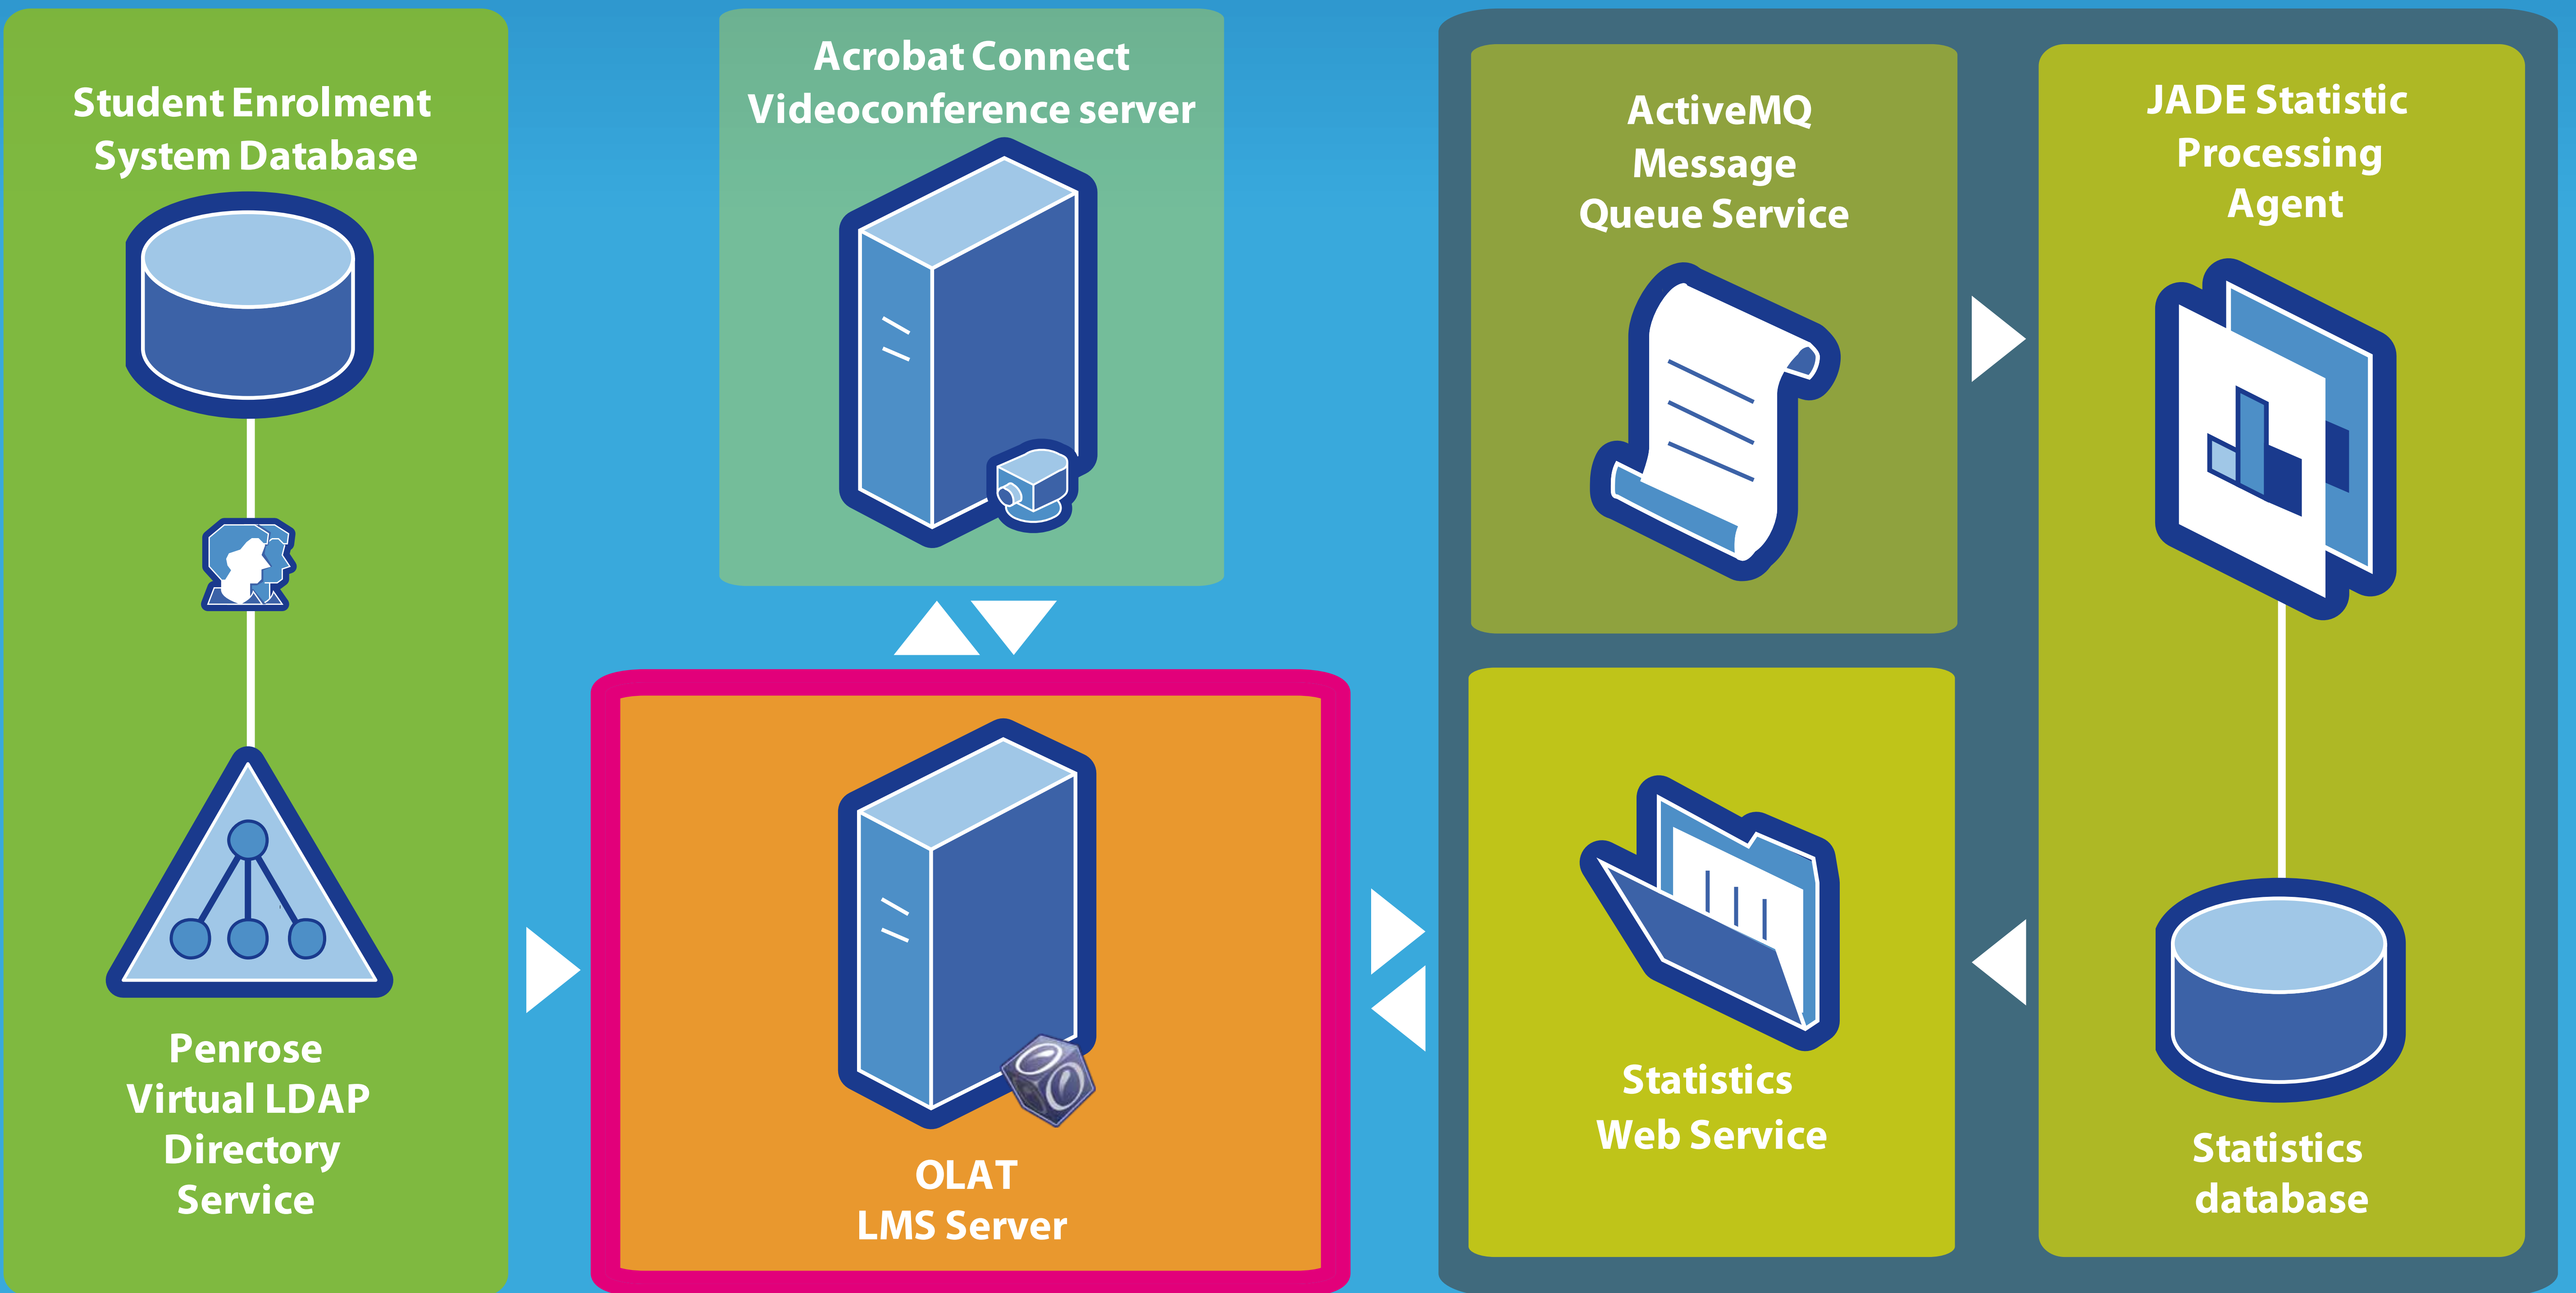 Student Enrolment
System Database
Penrose
Virtual LDAP
Directory
Service
Acrobat Connect
Videoconference server
OLAT
LMS Server
ActiveMQ
Message
Queue Service
Statistics
Web Service
JADE Statistic
Processing
Agent
Statistics
database